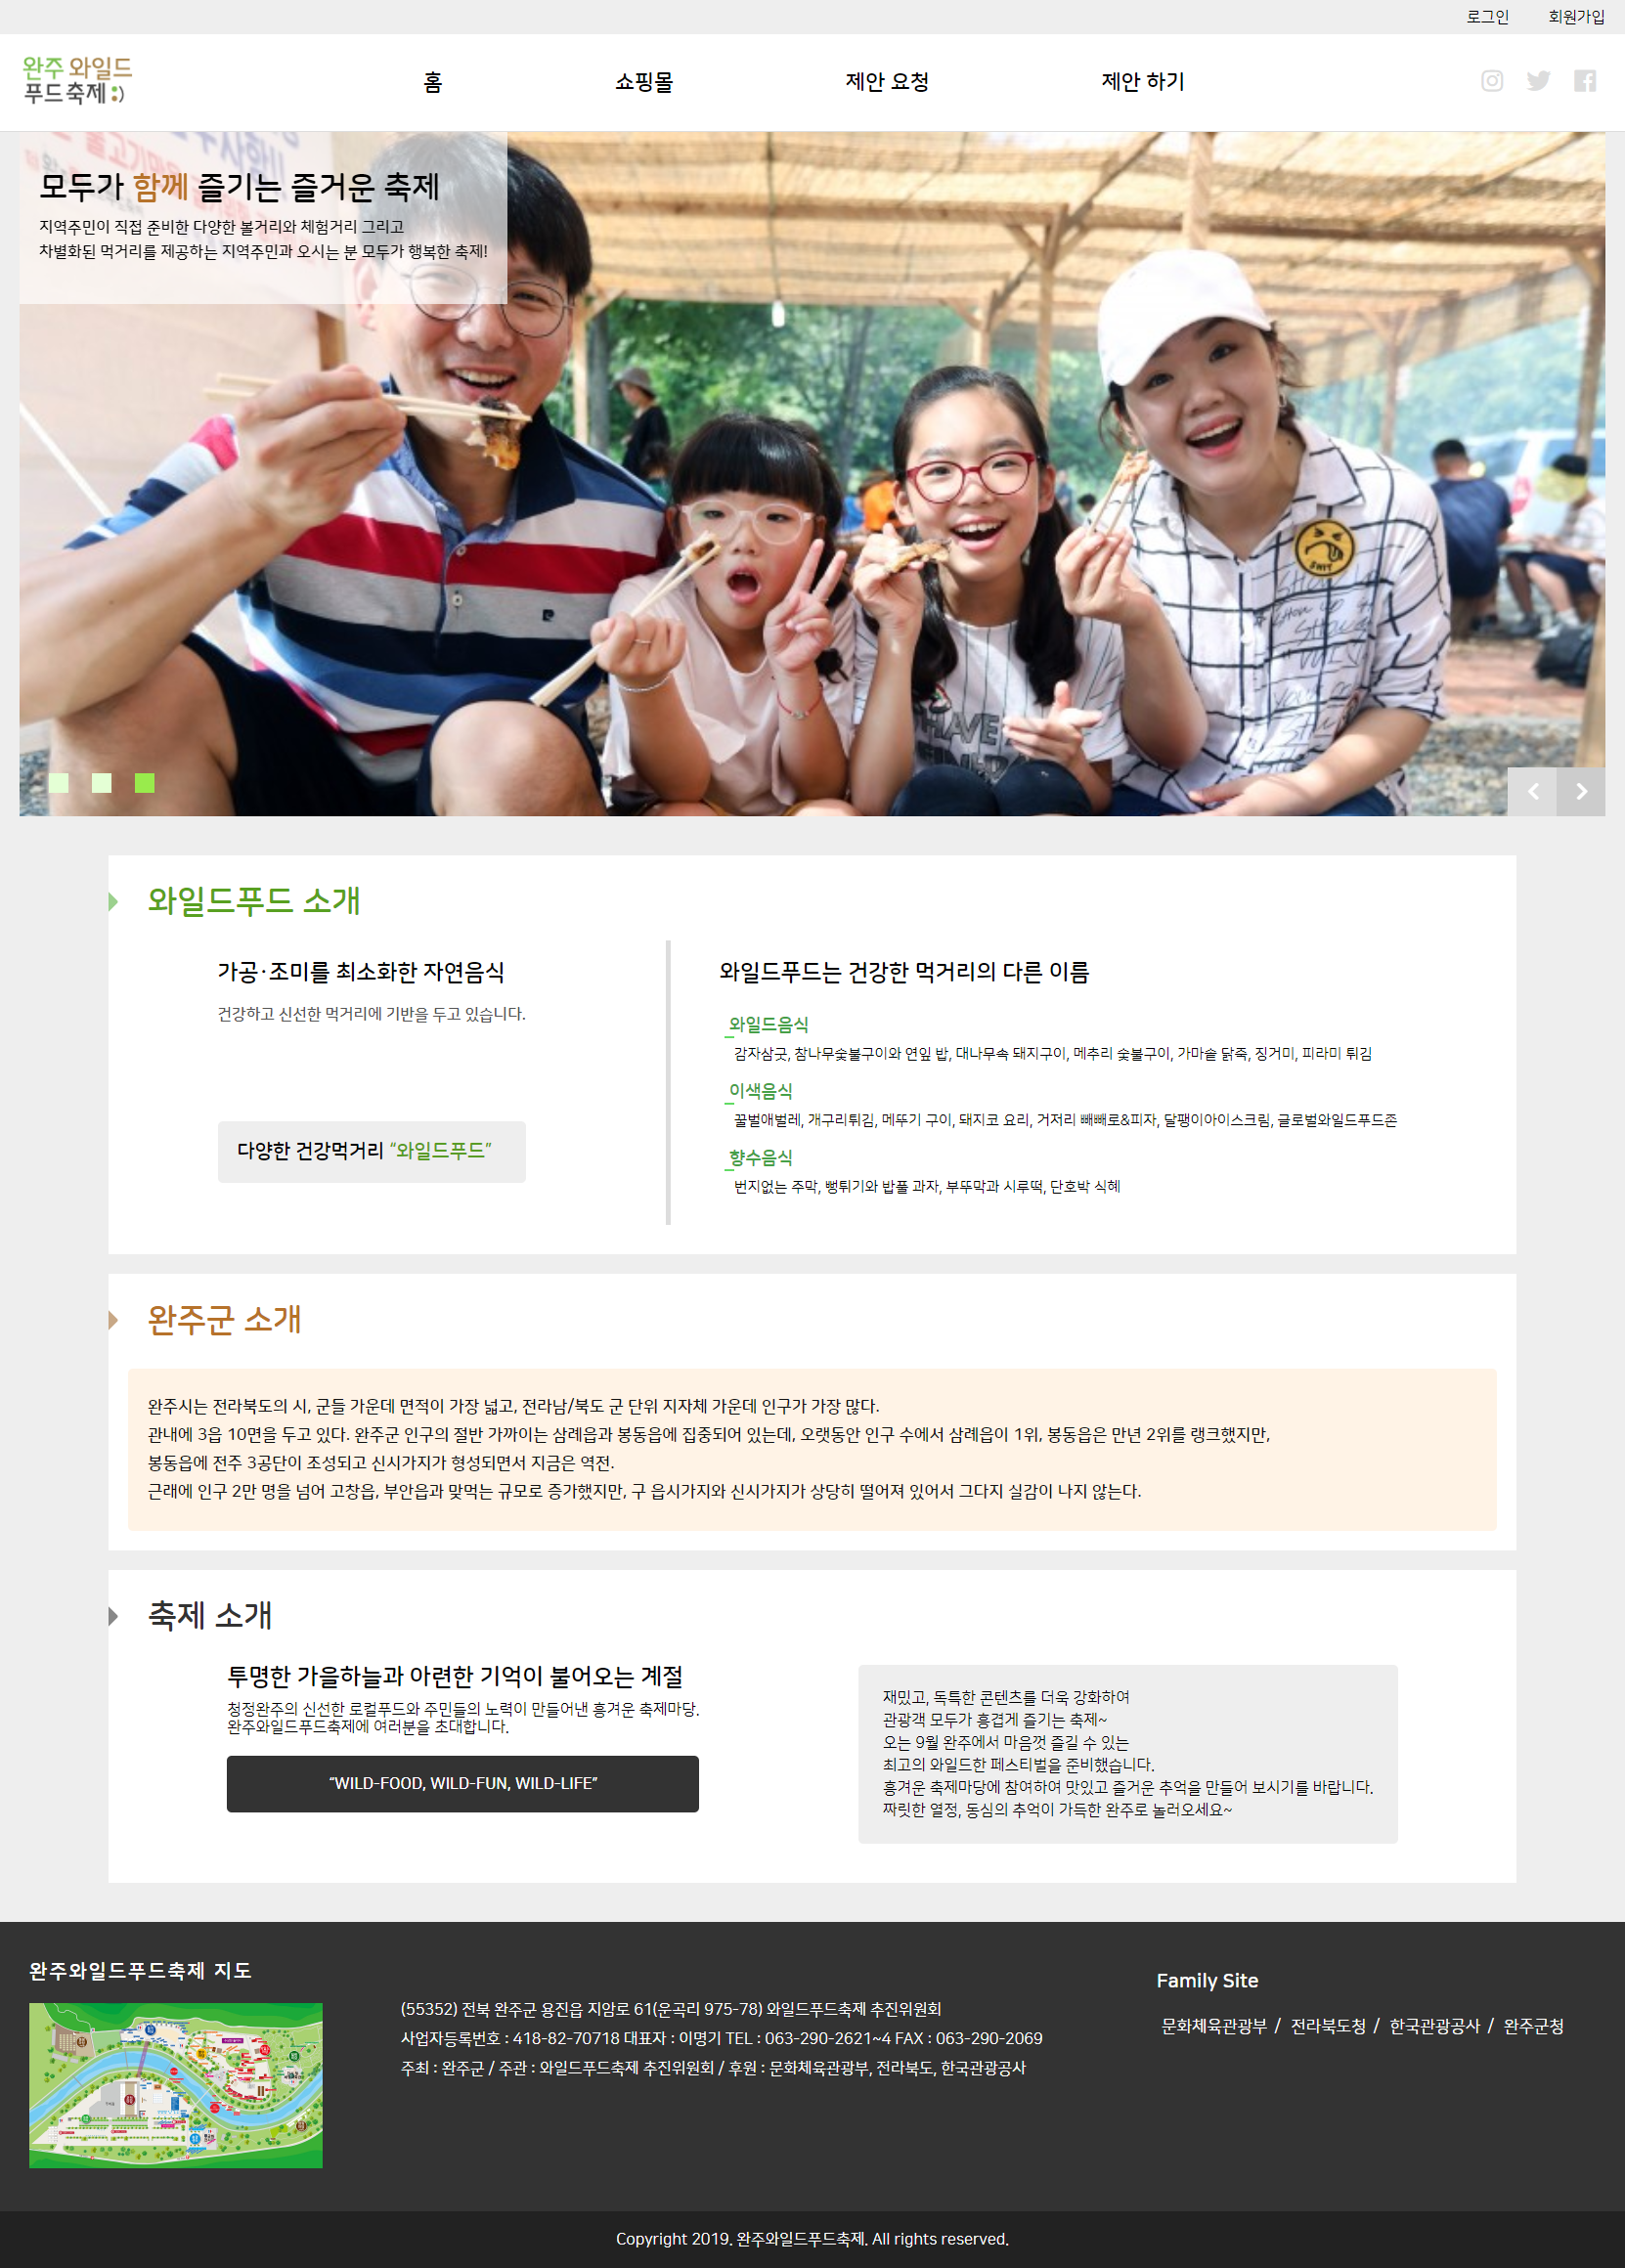 로그인 회원가입
완주 와일드
푸드축제:)
홈 쇼핑몰 제안 요청 제안 하기
모두가 함께 즐기는 즐거운 축제
지역주민이 직접 준비한 다양한 볼거리와 체험거리 그리고
차별화된 먹거리를 제공하는 지역주민과 오시는 분 모두가 행복한 축제!
와일드푸드 소개
가공·조미를 최소화한 자연음식
건강하고 신선한 먹거리에 기반을 두고 있습니다.
다양한 건강먹거리 “와일드푸드”
와일드푸드는 건강한 먹거리의 다른 이름
와일드음식
감자삼굿, 참나무숯불구이와 연잎 밥, 대나무속 돼지구이, 메추리 숯불구이, 가마솥 닭죽, 징거미, 피라미 튀김
이색음식
꿀벌애벌레, 개구리튀김, 메뚜기 구이, 돼지코 요리, 거저리 빼빼로&피자, 달팽이아이스크림, 글로벌와일드푸드존
향수음식
번지없는 주막, 뻥튀기와 밥풀 과자, 부뚜막과 시루떡, 단호박 식혜
완주군 소개
완주시는 전라북도의 시, 군들 가운데 면적이 가장 넓고, 전라남/북도 군 단위 지자체 가운데 인구가 가장 많다.
관내에 3읍 10면을 두고 있다. 완주군 인구의 절반 가까이는 삼례읍과 봉동읍에 집중되어 있는데, 오랫동안 인구 수에서 삼례읍이 1위, 봉동읍은 만년 2위를 랭크했지만,
봉동읍에 전주 3공단이 조성되고 신시가지가 형성되면서 지금은 역전.
근래에 인구 2만 명을 넘어 고창읍, 부안읍과 맞먹는 규모로 증가했지만, 구 읍시가지와 신시가지가 상당히 떨어져 있어서 그다지 실감이 나지 않는다.
축제 소개
투명한 가을하늘과 아련한 기억이 불어오는 계절
청정완주의 신선한 로컬푸드와 주민들의 노력이 만들어낸 흥겨운 축제마당.
완주와일드푸드축제에 여러분을 초대합니다.
“WILD-FOOD, WILD-FUN, WILD-LIFE”
재밌고, 독특한 콘텐츠를 더욱 강화하여
관광객 모두가 흥겹게 즐기는 축제~
오는 9월 완주에서 마음껏 즐길 수 있는
최고의 와일드한 페스티벌을 준비했습니다.
흥겨운 축제마당에 참여하여 맛있고 즐거운 추억을 만들어 보시기를 바랍니다.
짜릿한 열정, 동심의 추억이 가득한 완주로 놀러오세요~
완주와일드푸드축제 지도
(55352) 전북 완주군 용진읍 지암로 61(운곡리 975-78) 와일드푸드축제 추진위원회
사업자등록번호 : 418-82-70718 대표자 : 이명기 TEL : 063-290-2621~4 FAX : 063-290-2069
주최 : 완주군 / 주관 : 와일드푸드축제 추진위원회 / 후원 : 문화체육관광부, 전라북도, 한국관광공사
Family Site
문화체육관광부 / 전라북도청 / 한국관광공사 / 완주군청
Copyright 2019. 완주와일드푸드축제. All rights reserved.